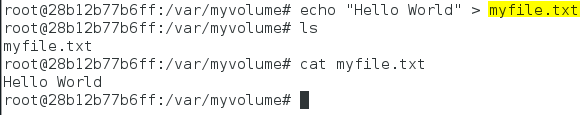 root@28b12b77b6ff:/var/myvolume# echo "Hello World" > myfile.txt
root@28b12b77b6ff:/var/myvolume# ls
myfile.txt
root@28b12b77b6ff:/var/myvolume# cat myfile.txt
Hello World
root@28b12b77b6ff:/var/myvolume#